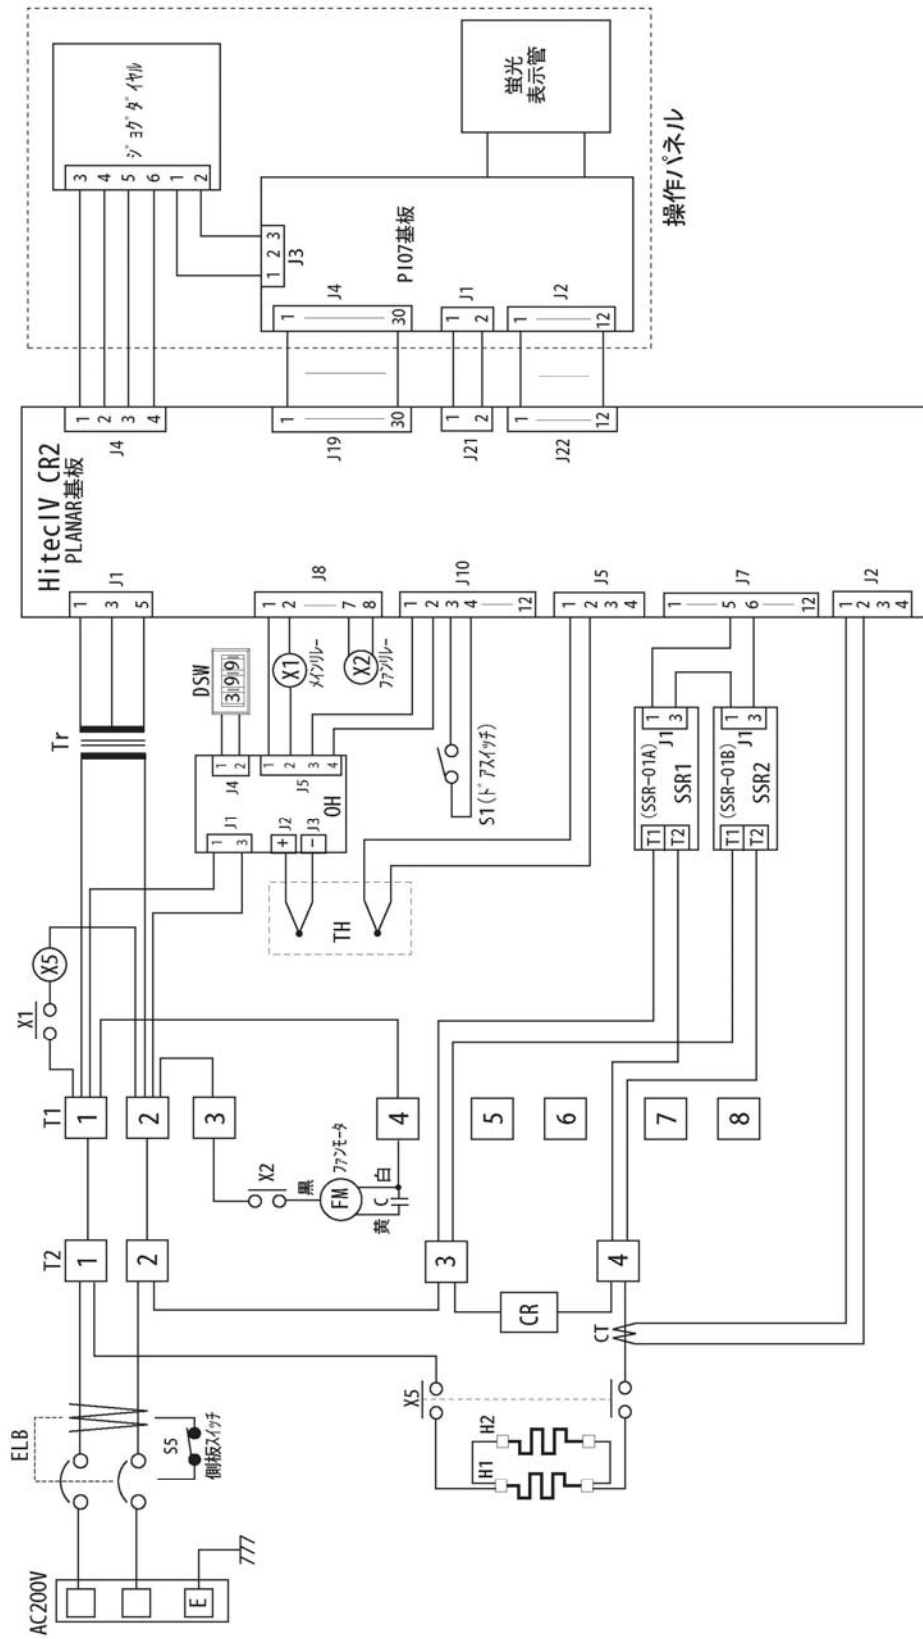 AC200V
E
ELB
S5
側板スイッチ
T2
1
2
3
4
T1
1
2
3
4
5
6
7
8
X1
X5
Tr
X2
黒
FM
ファンモータ
白
黄
C
CR
CT
X5
H1
H2
TH
DSW
399
J1
1
3
J4
1
2
J2
+
J3
-
J5
1
2
3
4
OH
X1
メインリレー
X2
ファンリレー
S1(ドアスイッチ)
T1
T2
(SSR-01A)
SSR1
J1
1
3
T1
T2
(SSR-01B)
SSR2
J1
1
3
HitecIV CR2
PLANAR基板
J1
1
3
5
J8
1
2
7
8
J10
1
2
3
4
12
J5
1
2
3
4
J7
1
5
6
12
J2
1
2
3
4
J4
1
2
3
4
J19
1
30
J21
1
2
J22
1
12
ジョグダイヤル
3
4
5
6
1
2
J3
1
2
3
PIO7基板
J4
1
30
J1
1
2
J2
1
12
蛍光
表示管
操作パネル